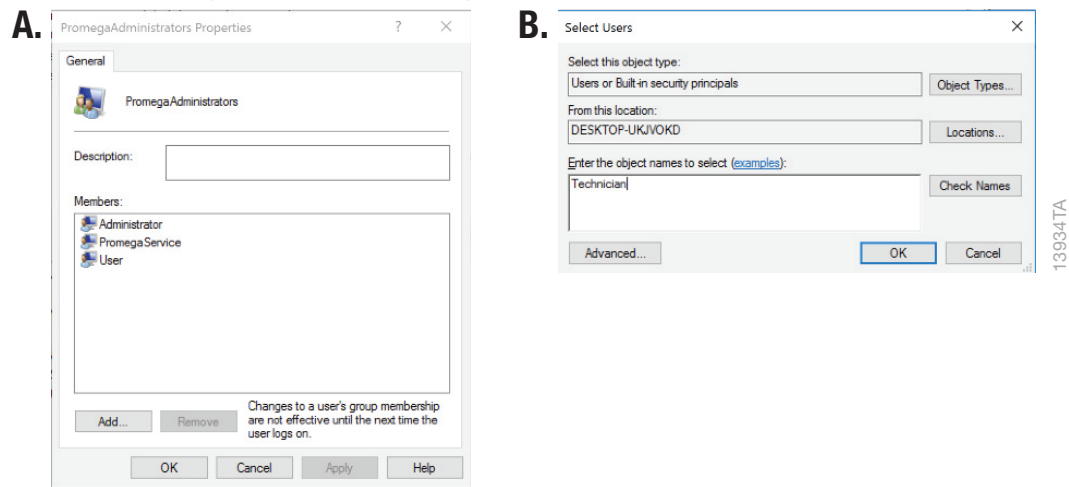 A.
PromegaAdministrators Properties
? ×
General
PromegaAdministrators
Description:
Members:
Administrator
PromegaService
User
Add...
Remove
Changes to a user's group membership
are not effective until the next time the
user logs on.
OK
Cancel
Apply
Help
B.
Select Users
×
Select this object type:
Users or Built-in security principals
Object Types...
From this location:
DESKTOP-UKJVOKD
Locations...
Enter the object names to select (examples):
Technician
Check Names
Advanced...
OK
Cancel
13934TA